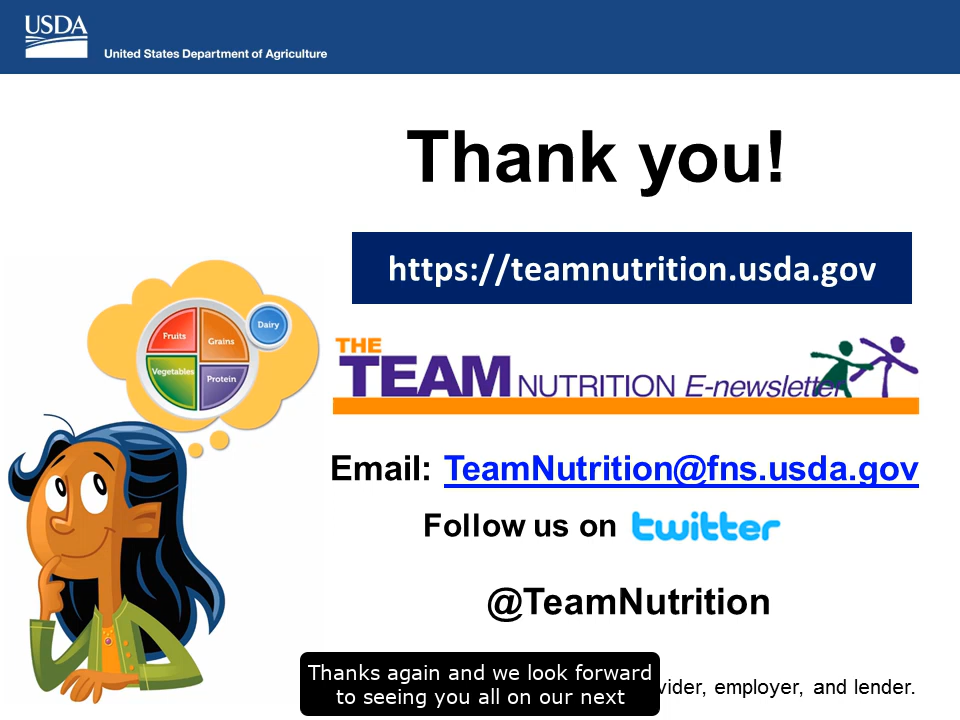 USDA
United States Department of Agriculture
Thank you!
https://teamnutrition.usda.gov
Fruits
Grains
Dairy
Vegetables
Protein
THE
TEAM NUTRITION E-newsletter
Email: TeamNutrition@fns.usda.gov
Follow us on twitter
@TeamNutrition
Thanks again and we look forward
to seeing you all on our next
employer, and lender.